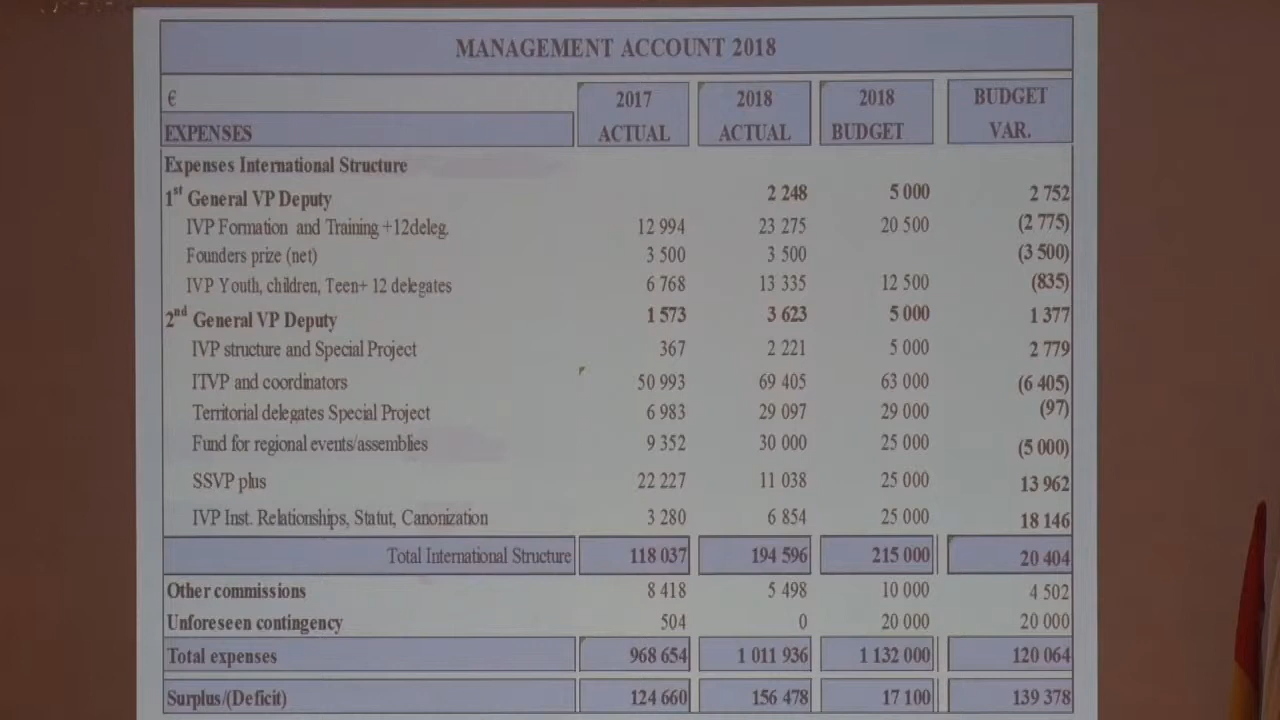 MANAGEMENT ACCOUNT 2018
€ 2017 2018 2018 BUDGET
EXPENSES ACTUAL ACTUAL BUDGET VAR.
Expenses International Structure
1st General VP Deputy 2 248 5 000 2 752
IVP Formation and Training +12deleg. 12 994 23 275 20 500 (2 775)
Founders prize (net) 3 500 3 500 (3 500)
IVP Youth, children, Teen+ 12 delegates 6 768 13 335 12 500 (835)
2nd General VP Deputy 1 573 3 623 5 000 1 377
IVP structure and Special Project 367 2 221 5 000 2 779
ITVP and coordinators 50 993 69 405 63 000 (6 405)
Territorial delegates Special Project 6 983 29 097 29 000 (97)
Fund for regional events/assemblies 9 352 30 000 25 000 (5 000)
SSVP plus 22 227 11 038 25 000 13 962
IVP Inst. Relationships, Statut, Canonization 3 280 6 854 25 000 18 146
Total International Structure 118 037 194 596 215 000 20 404
Other commissions 8 418 5 498 10 000 4 502
Unforeseen contingency 504 0 20 000 20 000
Total expenses 968 654 1 011 936 1 132 000 120 064
Surplus/(Deficit) 124 660 156 478 17 100 139 378